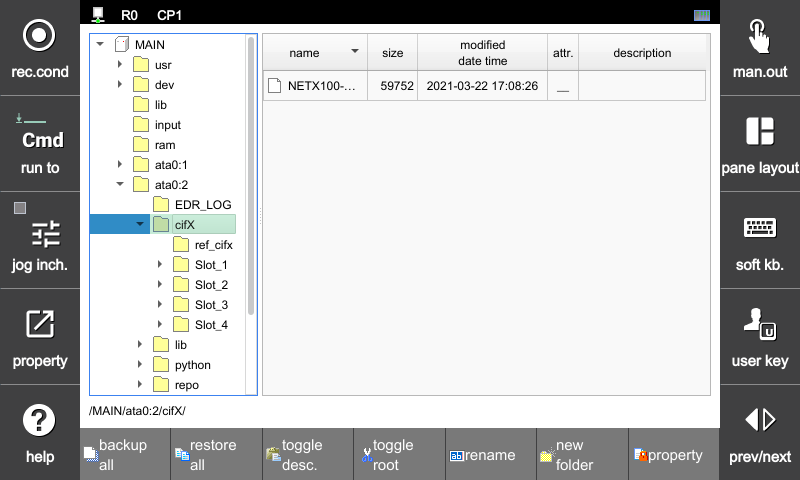 R0 CP1
rec.cond
Cmd
run to
jog inch.
property
help
MAIN
usr
dev
lib
input
ram
ata0:1
ata0:2
EDR_LOG
cifX
ref_cifx
Slot_1
Slot_2
Slot_3
Slot_4
lib
python
repo
name size modified date time attr. description
NETX100-... 59752 2021-03-22 17:08:26 __
/MAIN/ata0:2/cifX/
man.out
pane layout
soft kb.
user key
U
prev/next
backup all
restore all
toggle desc.
toggle root
rename
new folder
property